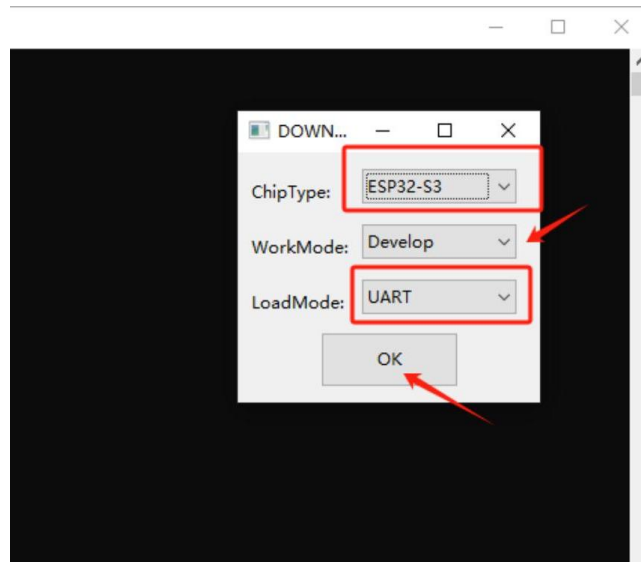 DOWN...
ChipType: ESP32-S3
WorkMode: Develop
LoadMode: UART
OK